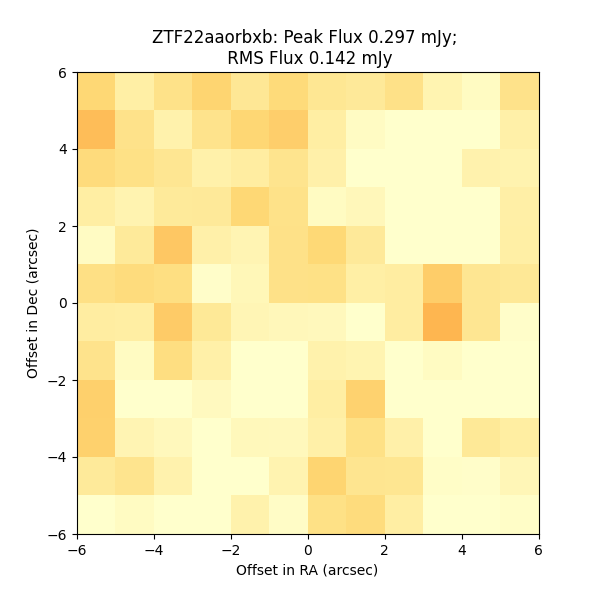 ZTF22aaorbxb: Peak Flux 0.297 mJy;
RMS Flux 0.142 mJy
6
4
2
0
−2
−4
−6
Offset in Dec (arcsec)
−6 −4 −2 0 2 4 6
Offset in RA (arcsec)